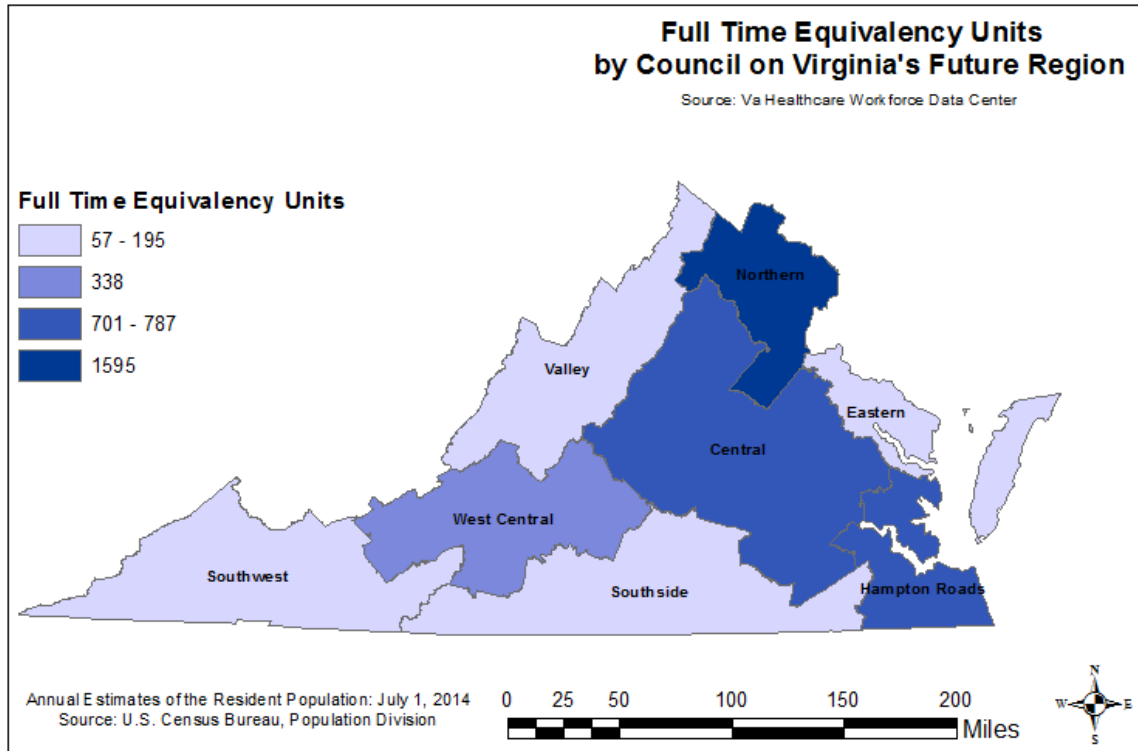 Full Time Equivalency Units
by Council on Virginia's Future Region
Source: Va Healthcare Workforce Data Center
Full Time Equivalency Units
57 - 195
338
701 - 787
1595
Northern
Valley
Eastern
Central
West Central
Southwest
Southside
Hampton Roads
Annual Estimates of the Resident Population: July 1, 2014
Source: U.S. Census Bureau, Population Division
0 25 50 100 150 200
Miles
N
W E
S